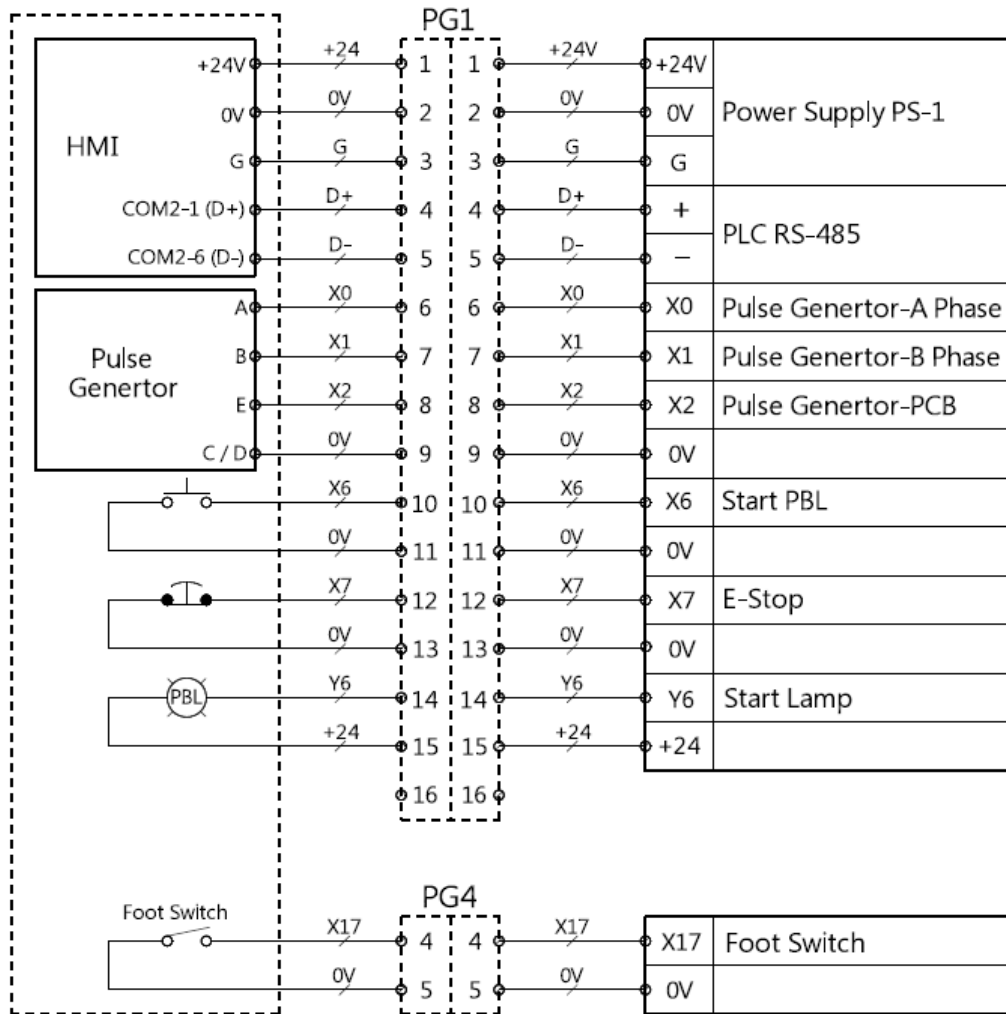 PG1
+24V +24 1 1 +24V +24V
0V 0V 2 2 0V 0V Power Supply PS-1
HMI
G G 3 3 G G
COM2-1 (D+) D+ 4 4 D+ +
PLC RS-485
COM2-6 (D-) D- 5 5 D- −
A X0 6 6 X0 X0 Pulse Genertor-A Phase
B X1 7 7 X1 X1 Pulse Genertor-B Phase
Pulse
Genertor
E X2 8 8 X2 X2 Pulse Genertor-PCB
C / D 0V 9 9 0V 0V
X6 10 10 X6 X6 Start PBL
0V 11 11 0V 0V
X7 12 12 X7 X7 E-Stop
0V 13 13 0V 0V
PBL Y6 14 14 Y6 Y6 Start Lamp
+24 15 15 +24 +24
16 16
PG4
Foot Switch
X17 4 4 X17 X17 Foot Switch
0V 5 5 0V 0V